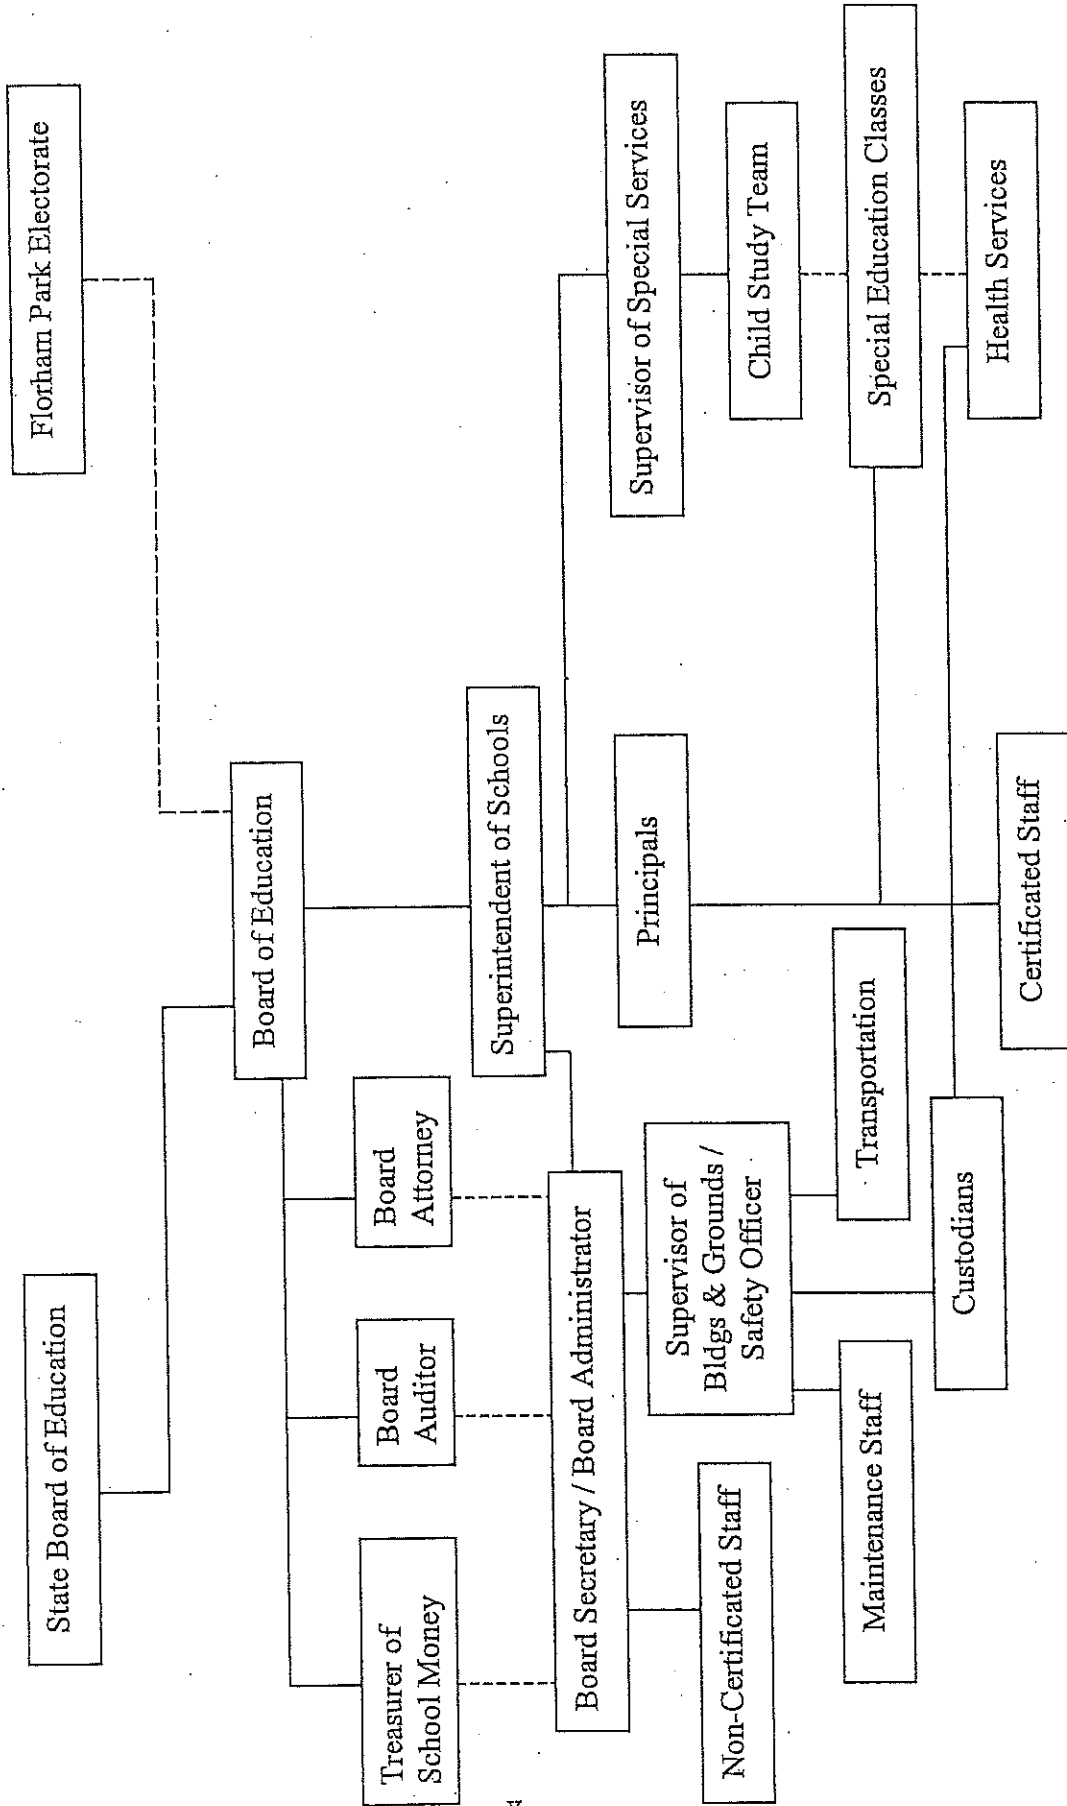 Florham Park Electorate
State Board of Education
Board of Education
Treasurer of
School Money
Board
Auditor
Board
Attorney
Superintendent of Schools
Board Secretary / Board Administrator
Principals
Supervisor of Special Services
Non-Certificated Staff
Supervisor of
Bldgs & Grounds /
Safety Officer
Child Study Team
Maintenance Staff
Transportation
Special Education Classes
Custodians
Certificated Staff
Health Services